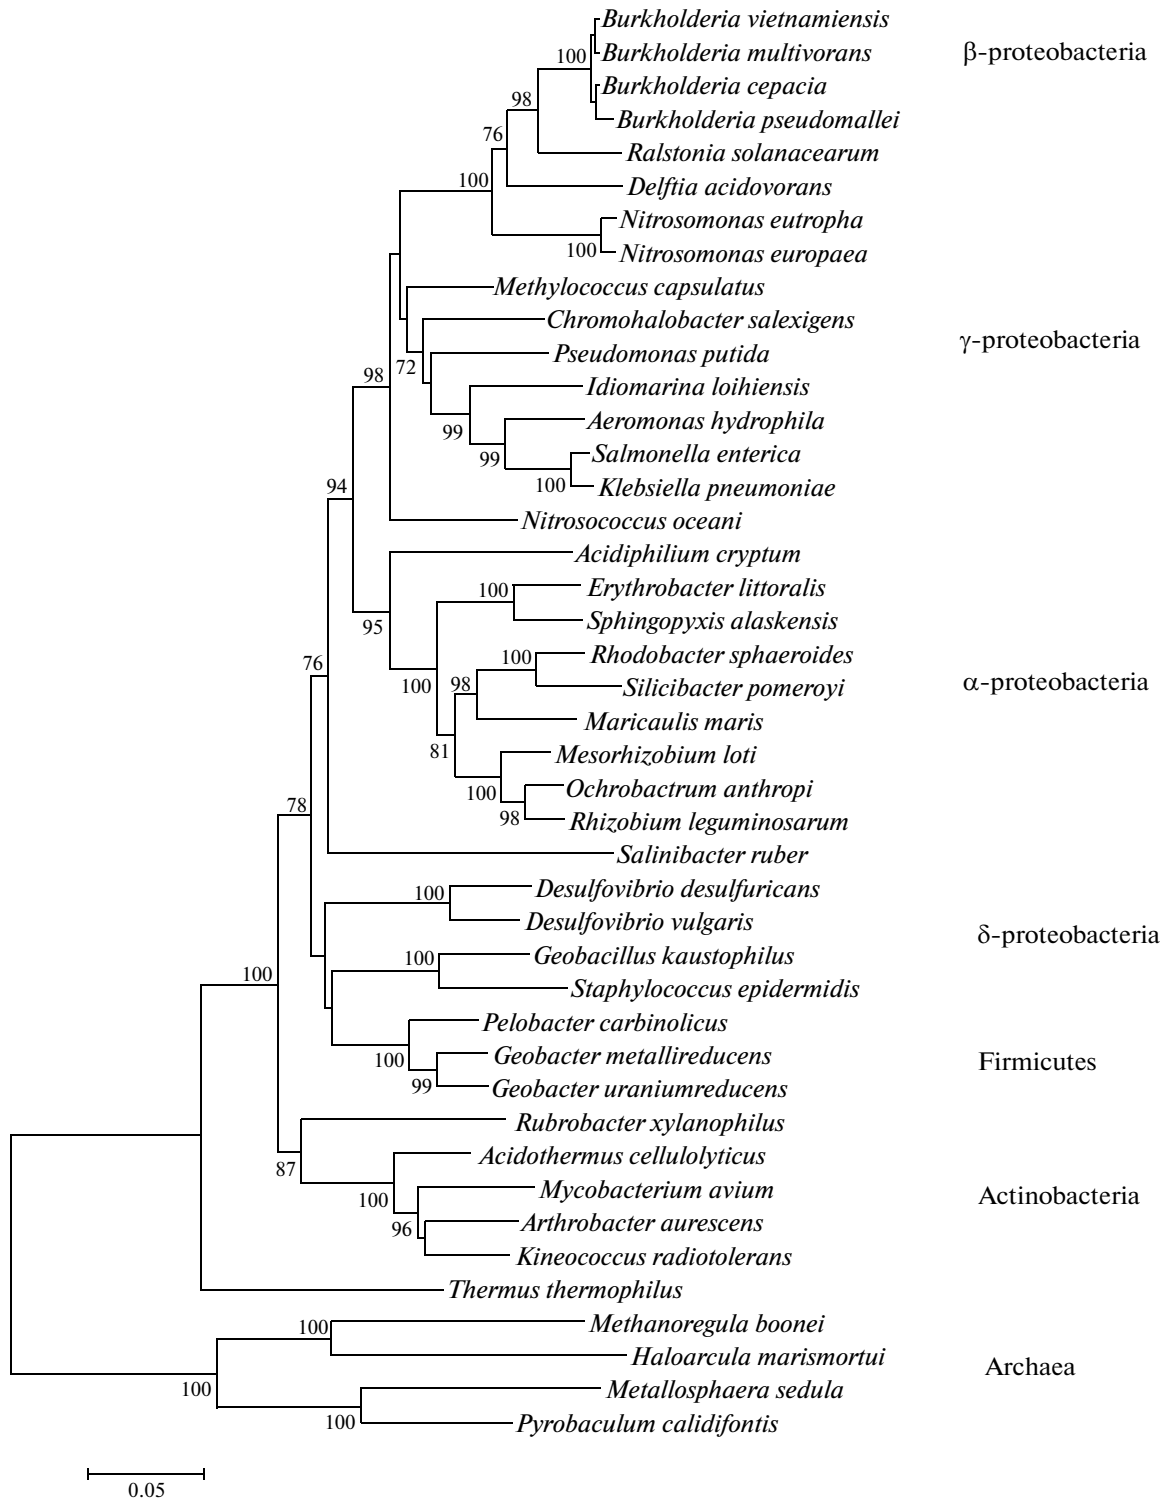 Burkholderia vietnamiensis
Burkholderia multivorans
β-proteobacteria
100
Burkholderia cepacia
98
Burkholderia pseudomallei
76
Ralstonia solanacearum
100
Delftia acidovorans
Nitrosomonas eutropha
100
Nitrosomonas europaea
Methylococcus capsulatus
Chromohalobacter salexigens
γ-proteobacteria
Pseudomonas putida
72
98
Idiomarina loihiensis
Aeromonas hydrophila
99
Salmonella enterica
99
100
Klebsiella pneumoniae
94
Nitrosococcus oceani
Acidiphilium cryptum
100
Erythrobacter littoralis
95
Sphingopyxis alaskensis
76
100
Rhodobacter sphaeroides
100
98
Silicibacter pomeroyi
α-proteobacteria
Maricaulis maris
81
Mesorhizobium loti
100
Ochrobactrum anthropi
78
98
Rhizobium leguminosarum
Salinibacter ruber
100
Desulfovibrio desulfuricans
Desulfovibrio vulgaris
δ-proteobacteria
100
Geobacillus kaustophilus
100
Staphylococcus epidermidis
Pelobacter carbinolicus
100
Geobacter metallireducens
Firmicutes
99
Geobacter uraniumreducens
Rubrobacter xylanophilus
87
Acidothermus cellulolyticus
100
Mycobacterium avium
Actinobacteria
96
Arthrobacter aurescens
Kineococcus radiotolerans
Thermus thermophilus
100
Methanoregula boonei
Haloarcula marismortui
Archaea
100
Metallosphaera sedula
100
Pyrobaculum calidifontis
0.05